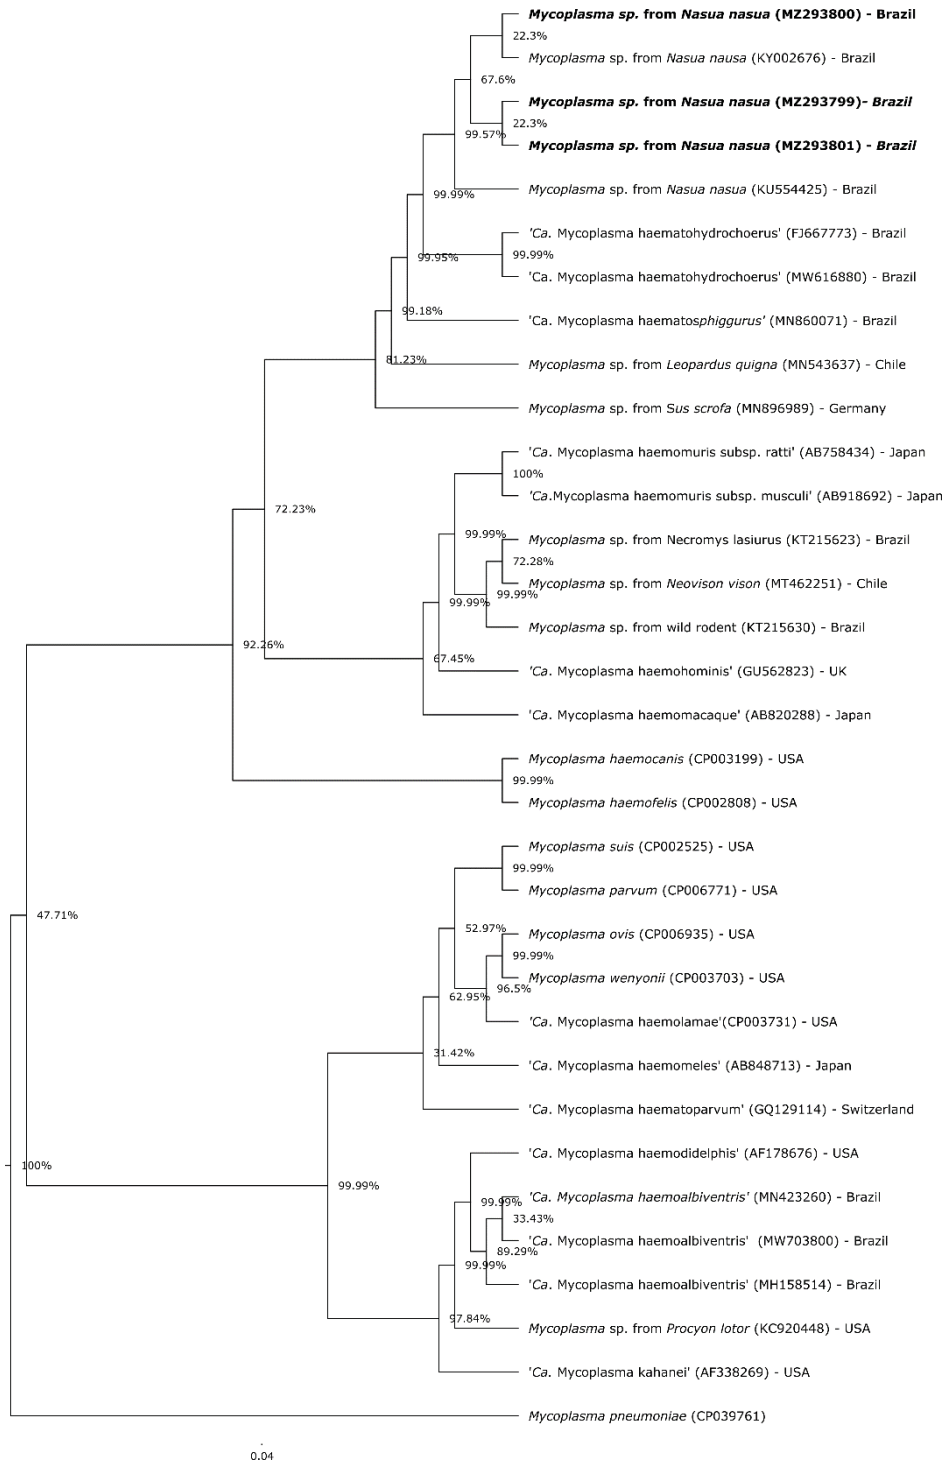 Mycoplasma sp. from Nasua nasua (MZ293800) - Brazil
22.3%
Mycoplasma sp. from Nasua nausa (KY002676) - Brazil
67.6%
Mycoplasma sp. from Nasua nasua (MZ293799)- Brazil
22.3%
99.57%
Mycoplasma sp. from Nasua nasua (MZ293801) - Brazil
Mycoplasma sp. from Nasua nasua (KU554425) - Brazil
99.99%
'Ca. Mycoplasma haematohydrochoerus' (FJ667773) - Brazil
99.99%
99.95%
'Ca. Mycoplasma haematohydrochoerus' (MW616880) - Brazil
99.18%
'Ca. Mycoplasma haematosphiggurus' (MN860071) - Brazil
81.23%
Mycoplasma sp. from Leopardus quigna (MN543637) - Chile
Mycoplasma sp. from Sus scrofa (MN896989) - Germany
'Ca. Mycoplasma haemomuris subsp. ratti' (AB758434) - Japan
100%
'Ca.Mycoplasma haemomuris subsp. musculi' (AB918692) - Japan
72.23%
99.99%
Mycoplasma sp. from Necromys lasiurus (KT215623) - Brazil
72.28%
Mycoplasma sp. from Neovison vison (MT462251) - Chile
99.99%
99.99%
Mycoplasma sp. from wild rodent (KT215630) - Brazil
92.26%
67.45%
'Ca. Mycoplasma haemohominis' (GU562823) - UK
'Ca. Mycoplasma haemomacaque' (AB820288) - Japan
Mycoplasma haemocanis (CP003199) - USA
99.99%
Mycoplasma haemofelis (CP002808) - USA
Mycoplasma suis (CP002525) - USA
99.99%
Mycoplasma parvum (CP006771) - USA
47.71%
52.97%
Mycoplasma ovis (CP006935) - USA
99.99%
Mycoplasma wenyonii (CP003703) - USA
96.5%
62.95%
'Ca. Mycoplasma haemolamae'(CP003731) - USA
31.42%
'Ca. Mycoplasma haemomeles' (AB848713) - Japan
'Ca. Mycoplasma haematoparvum' (GQ129114) - Switzerland
'Ca. Mycoplasma haemodidelphis' (AF178676) - USA
100%
99.99%
99.99%
'Ca. Mycoplasma haemoalbiventris' (MN423260) - Brazil
33.43%
'Ca. Mycoplasma haemoalbiventris' (MW703800) - Brazil
89.29%
99.99%
'Ca. Mycoplasma haemoalbiventris' (MH158514) - Brazil
97.84%
Mycoplasma sp. from Procyon lotor (KC920448) - USA
'Ca. Mycoplasma kahanei' (AF338269) - USA
Mycoplasma pneumoniae (CP039761)
0.04